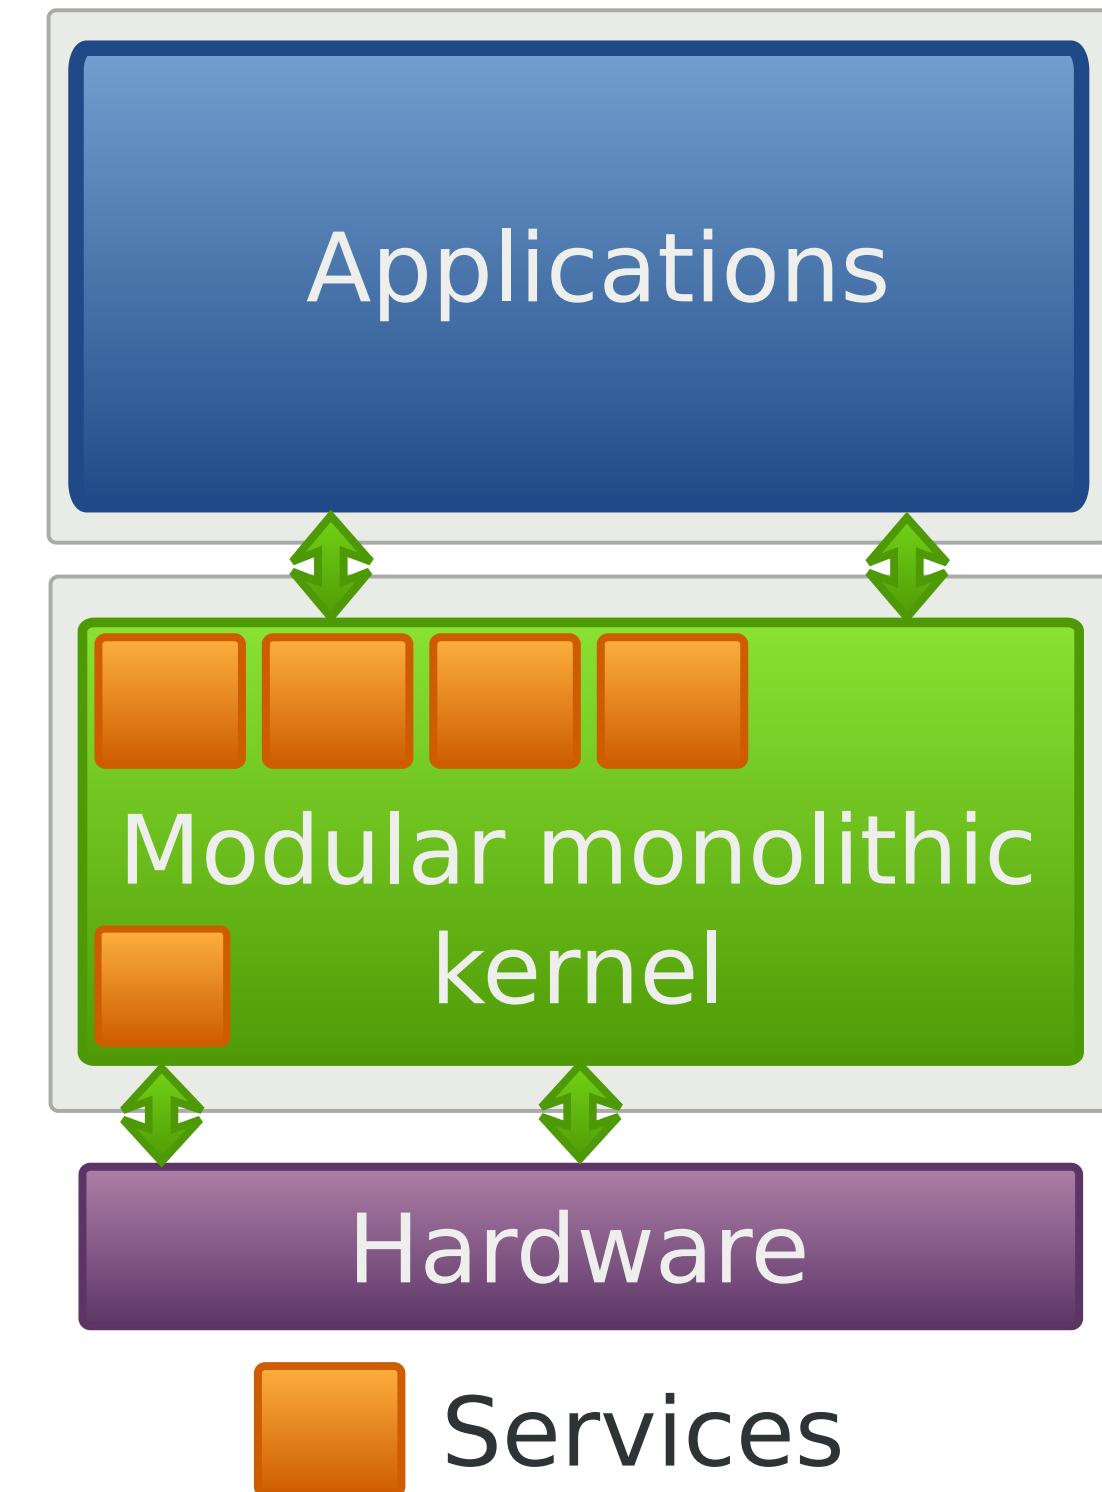 Applications
Modular monolithic
kernel
Hardware
Services